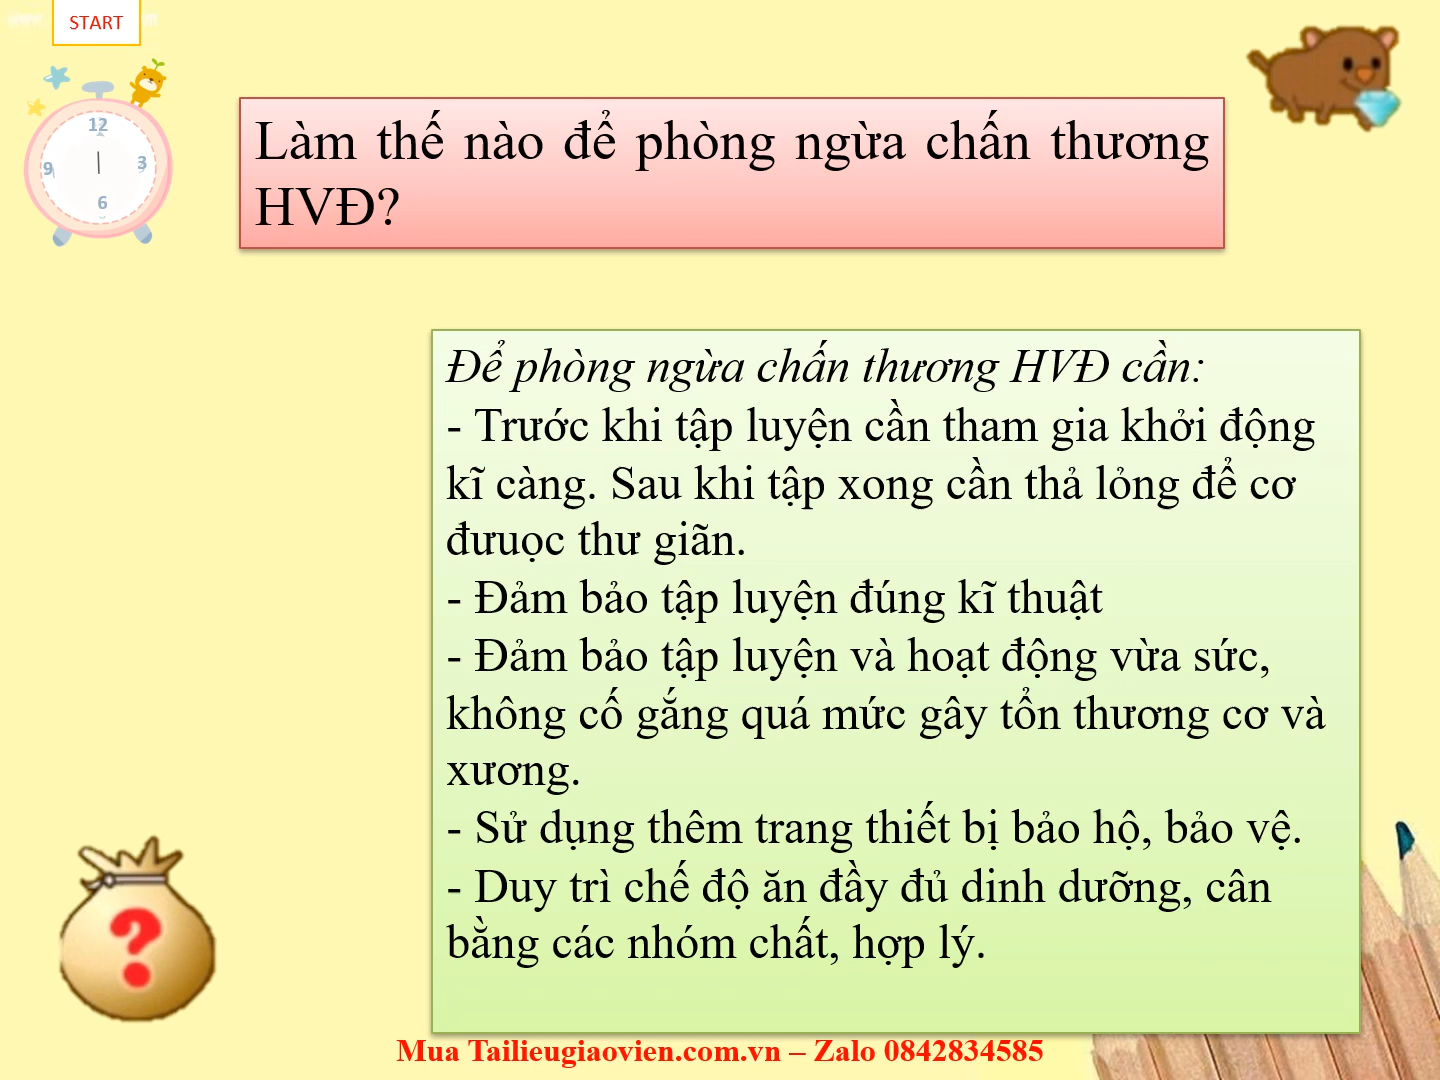 START
12
3
9
6
Làm thế nào để phòng ngừa chấn thương
HVĐ?
Để phòng ngừa chấn thương HVĐ cần:
- Trước khi tập luyện cần tham gia khởi động
kĩ càng. Sau khi tập xong cần thả lỏng để cơ
đưuọc thư giãn.
- Đảm bảo tập luyện đúng kĩ thuật
- Đảm bảo tập luyện và hoạt động vừa sức,
không cố gắng quá mức gây tổn thương cơ và
xương.
- Sử dụng thêm trang thiết bị bảo hộ, bảo vệ.
- Duy trì chế độ ăn đầy đủ dinh dưỡng, cân
bằng các nhóm chất, hợp lý.
?
Mua Tailieugiaovien.com.vn – Zalo 0842834585